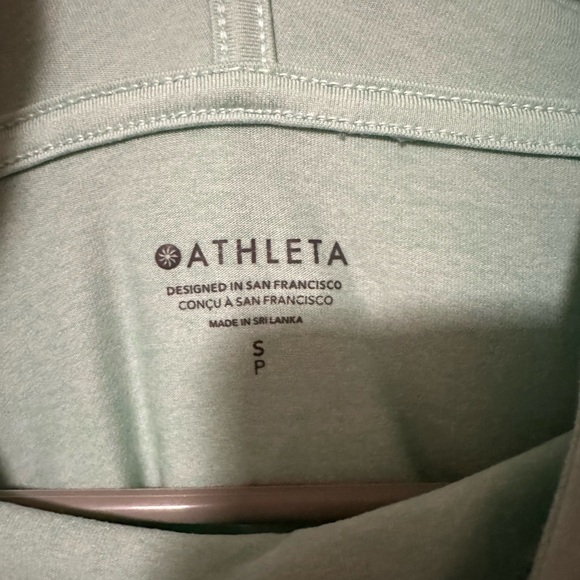 ATHLETA
DESIGNED IN SAN FRANCISCO
CONÇU À SAN FRANCISCO
MADE IN SRI LANKA
S
P